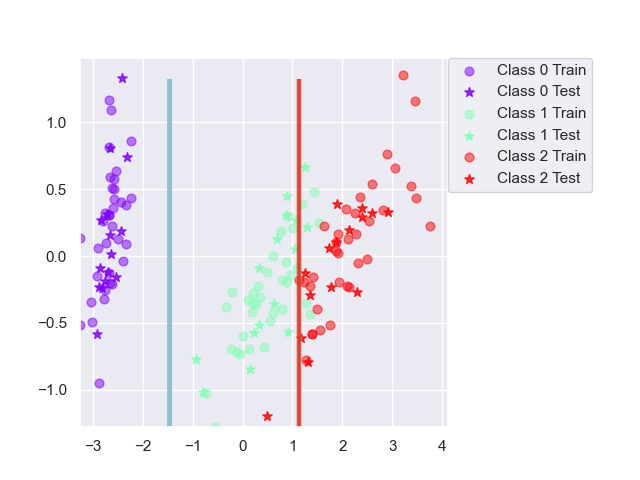 Class 0 Train
Class 0 Test
Class 1 Train
Class 1 Test
Class 2 Train
Class 2 Test
1.0
0.5
0.0
−0.5
−1.0
−3 −2 −1 0 1 2 3 4